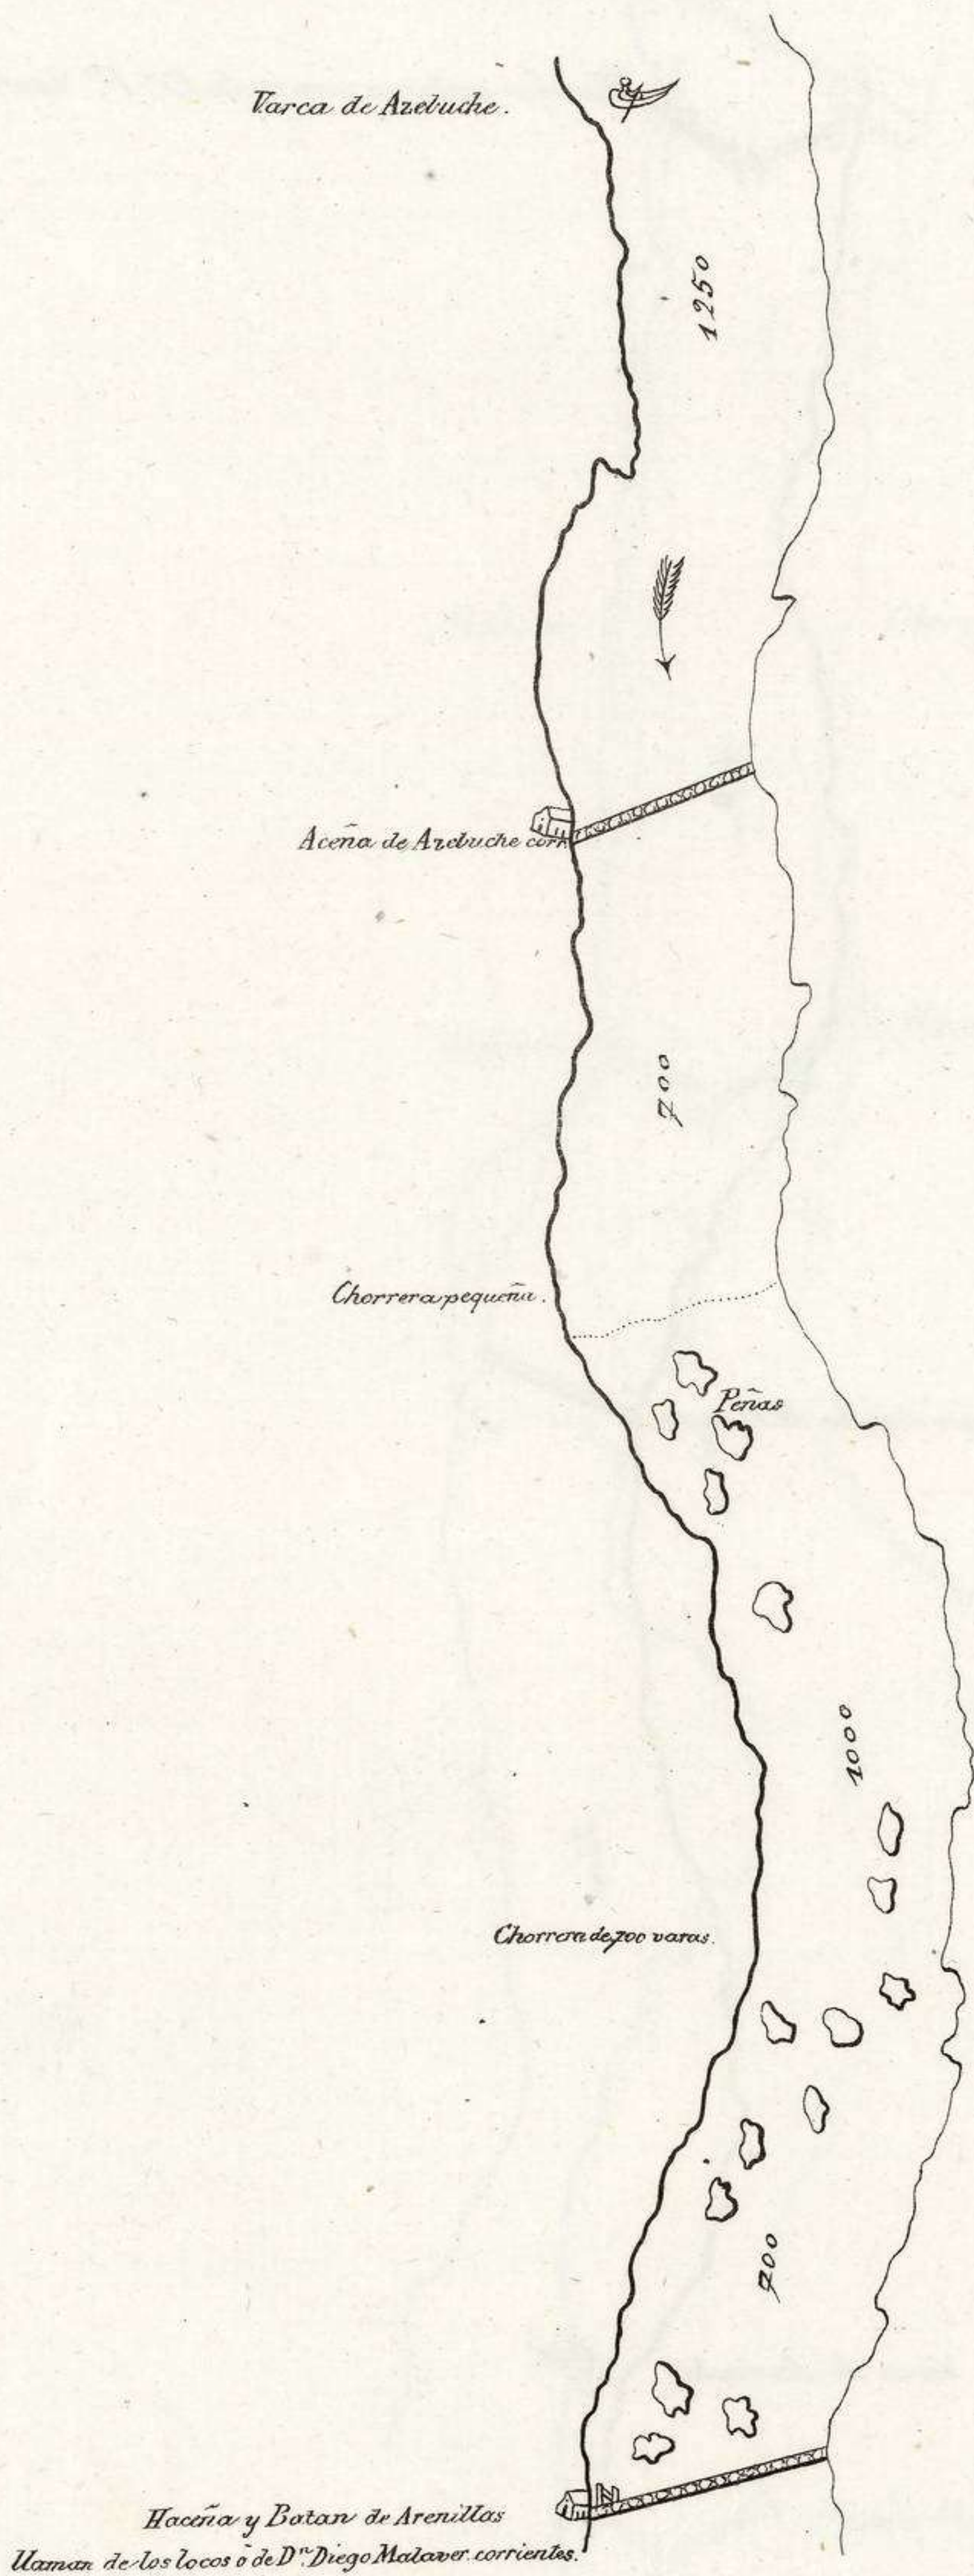 Varca de Azebuche.
1250
Aceña de Azebuche corr.
700
Chorrera pequeña.
Peñas
1000
Chorrera de 700 varas.
700
Haceña y Batan de Arenillas
llaman de los locos ò de Dⁿ. Diego Malaver. corrientes.